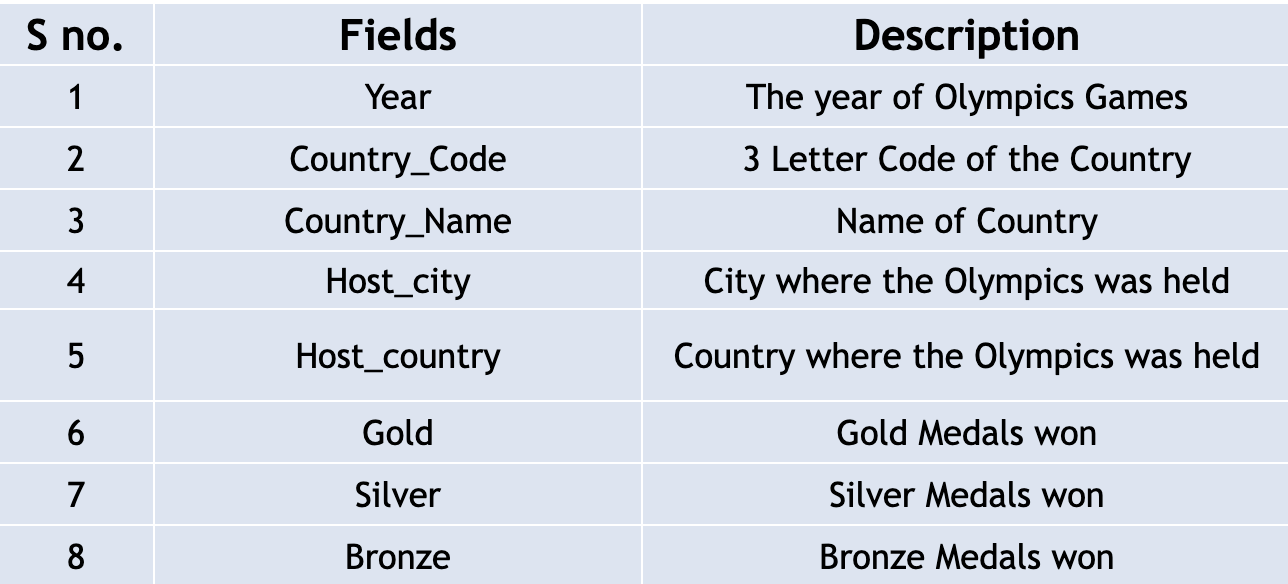 S no. Fields Description
1 Year The year of Olympics Games
2 Country_Code 3 Letter Code of the Country
3 Country_Name Name of Country
4 Host_city City where the Olympics was held
5 Host_country Country where the Olympics was held
6 Gold Gold Medals won
7 Silver Silver Medals won
8 Bronze Bronze Medals won